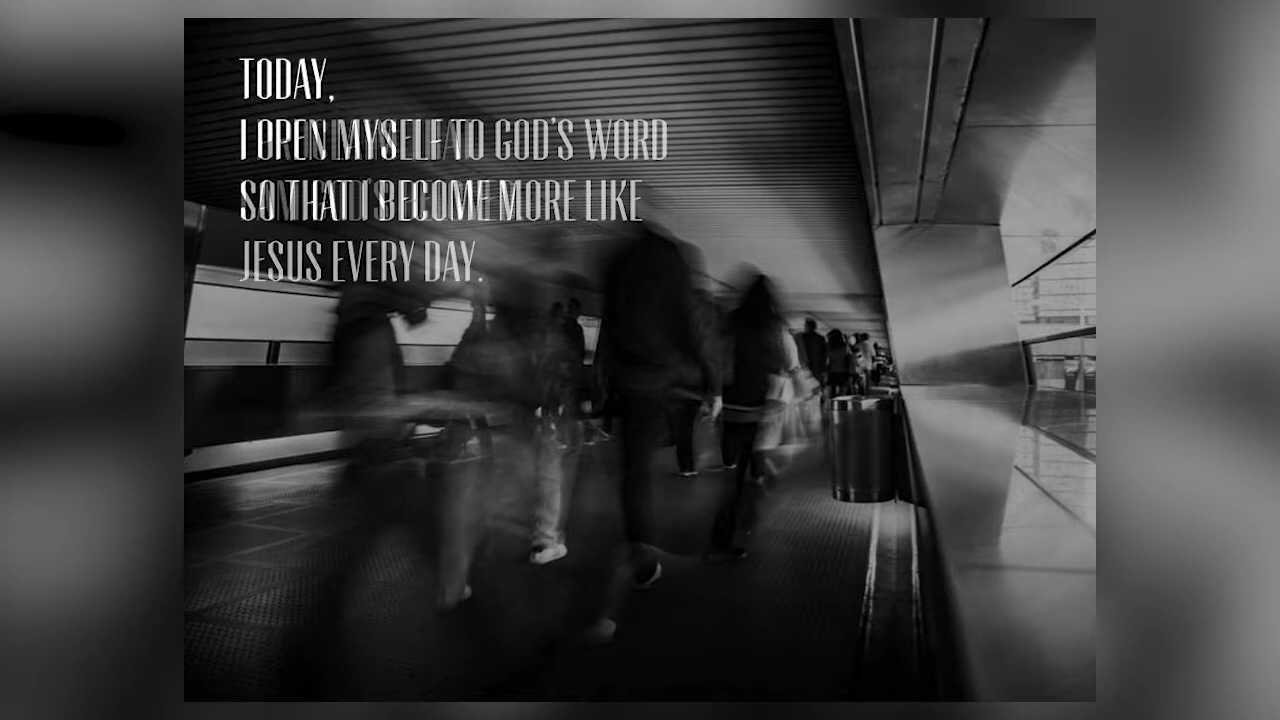 TODAY,
I OPEN MYSELF TO GOD'S WORD
SO THAT I BECOME MORE LIKE
JESUS EVERY DAY.